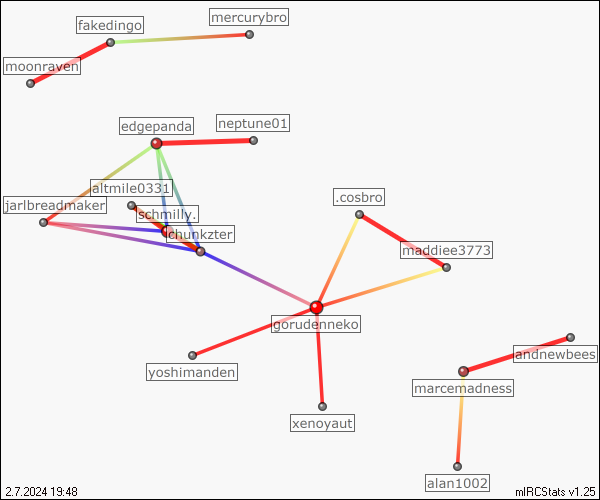 mercurybro
fakedingo
moonraven
neptune01
edgepanda
altmile0331
.cosbro
jarlbreadmaker
schmilly.
chunkzter
maddiee3773
gorudenneko
andnewbees
yoshimanden
marcemadness
xenoyaut
alan1002
2.7.2024 19:48
mIRCStats v1.25